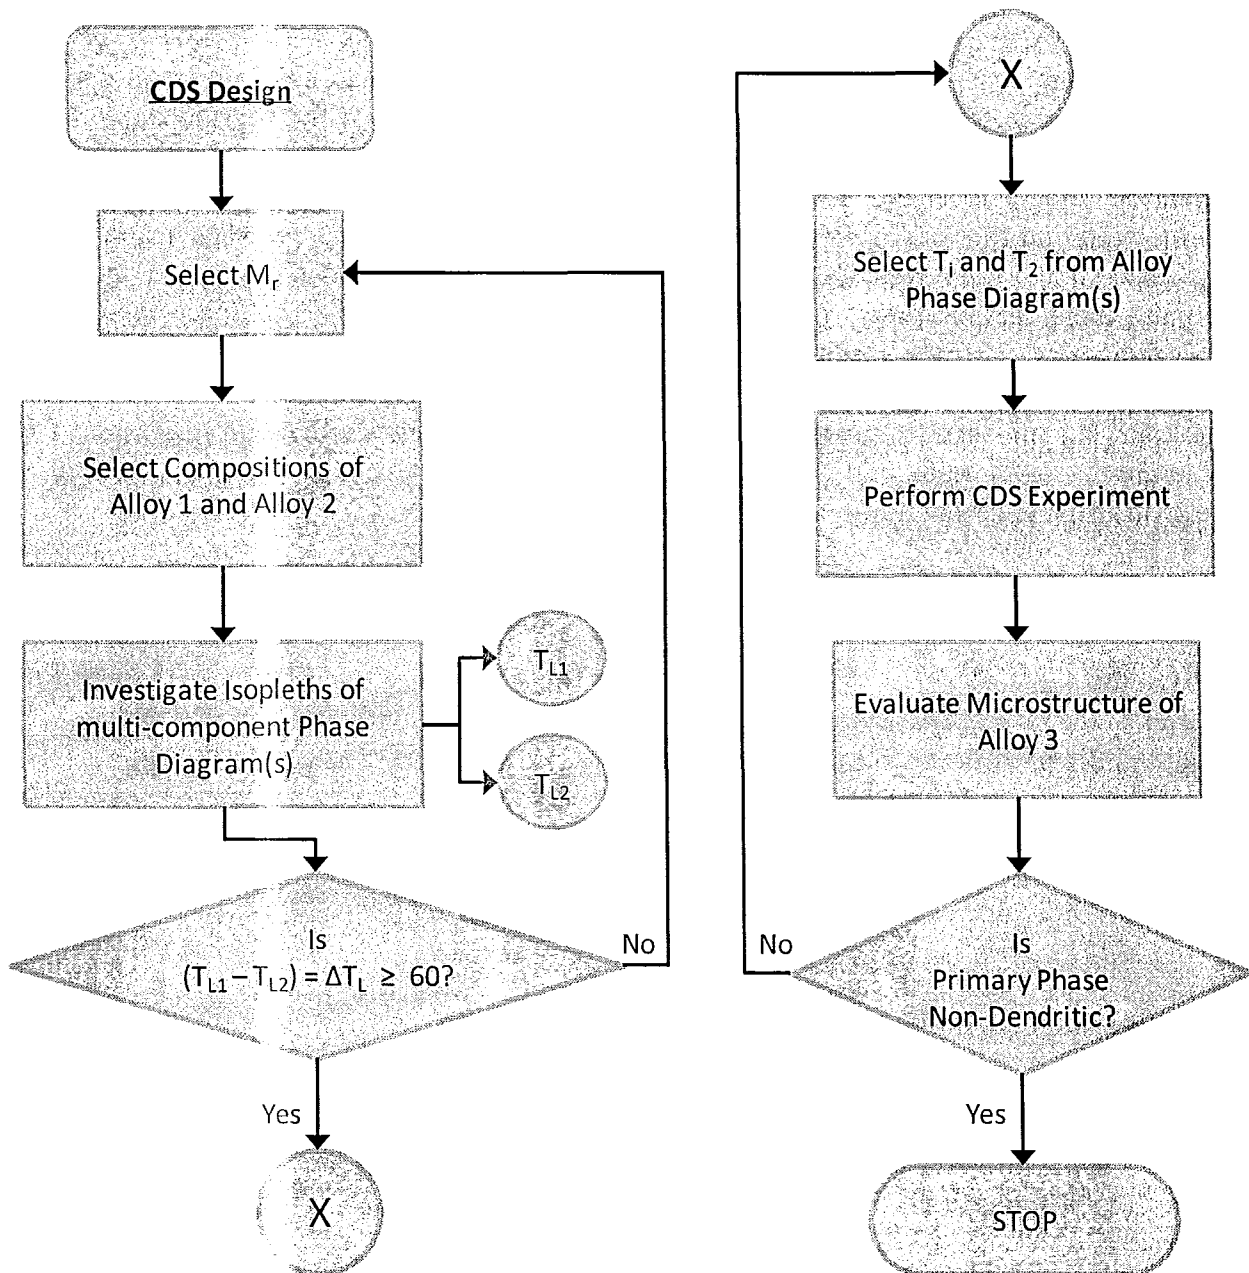 CDS Design
Select Mr
Select Compositions of
Alloy 1 and Alloy 2
Investigate Isopleths of
multi-component Phase
Diagram(s)
TL1
TL2
Is
(TL1 – TL2) = ΔTL ≥ 60?
No
Yes
X
X
Select Ti and T2 from Alloy
Phase Diagram(s)
Perform CDS Experiment
Evaluate Microstructure of
Alloy 3
Is
Primary Phase
Non-Dendritic?
No
Yes
STOP